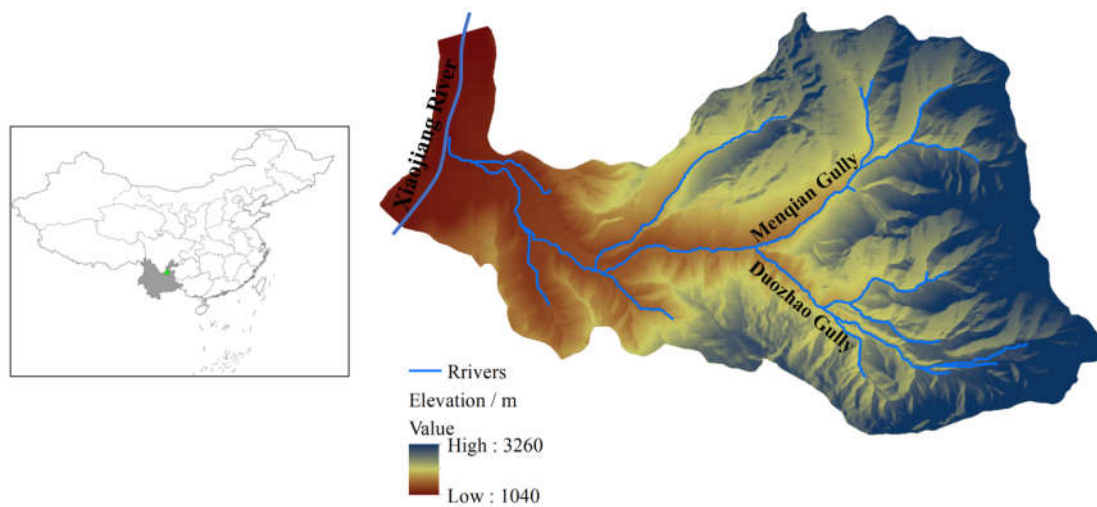 Xiaojiang River
Menqian Gully
Duozhao Gully
Rrivers
Elevation / m
Value
High : 3260
Low : 1040